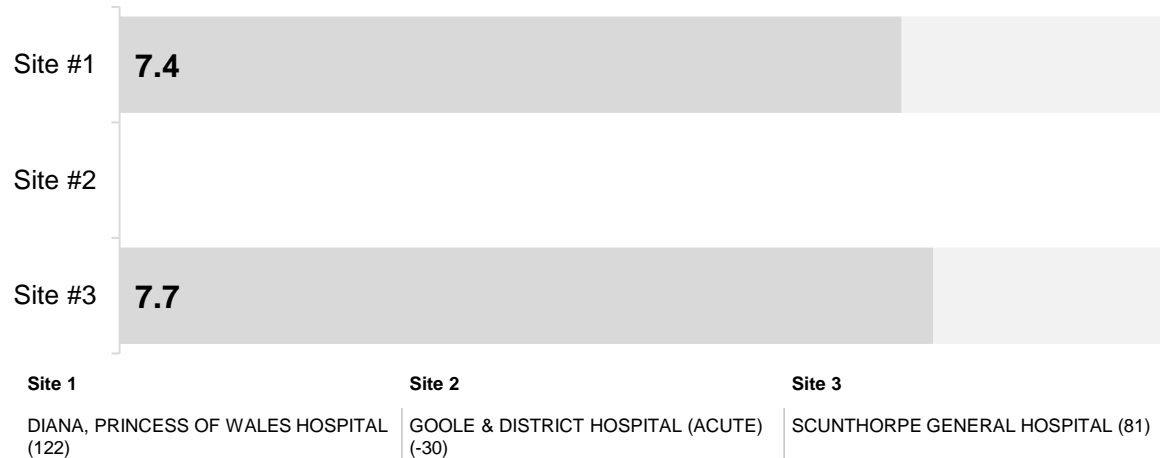 Site #1
7.4
Site #2
Site #3
7.7
Site 1
Site 2
Site 3
DIANA, PRINCESS OF WALES HOSPITAL
(122)
GOOLE & DISTRICT HOSPITAL (ACUTE)
(-30)
SCUNTHORPE GENERAL HOSPITAL (81)